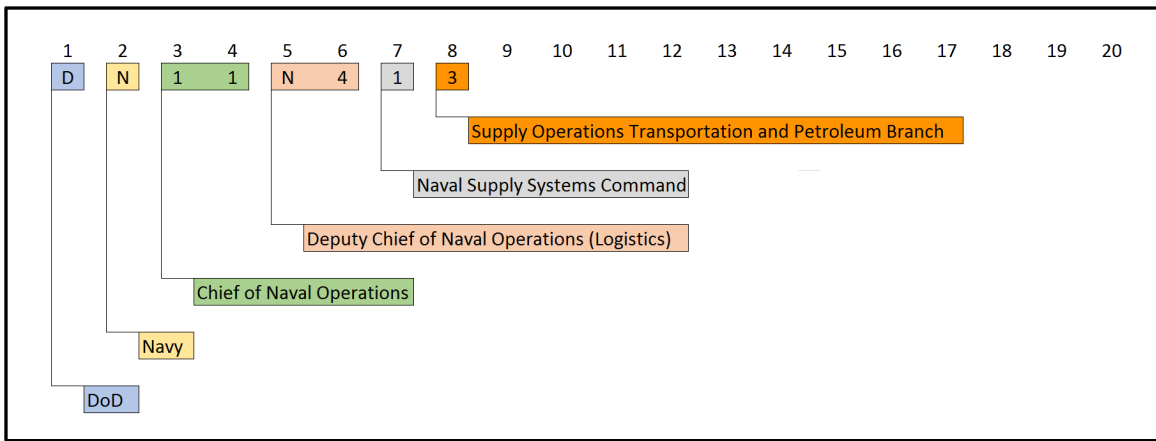 1 2 3 4 5 6 7 8 9 10 11 12 13 14 15 16 17 18 19 20
D N 1 1 N 4 1 3
Supply Operations Transportation and Petroleum Branch
Naval Supply Systems Command
Deputy Chief of Naval Operations (Logistics)
Chief of Naval Operations
Navy
DoD